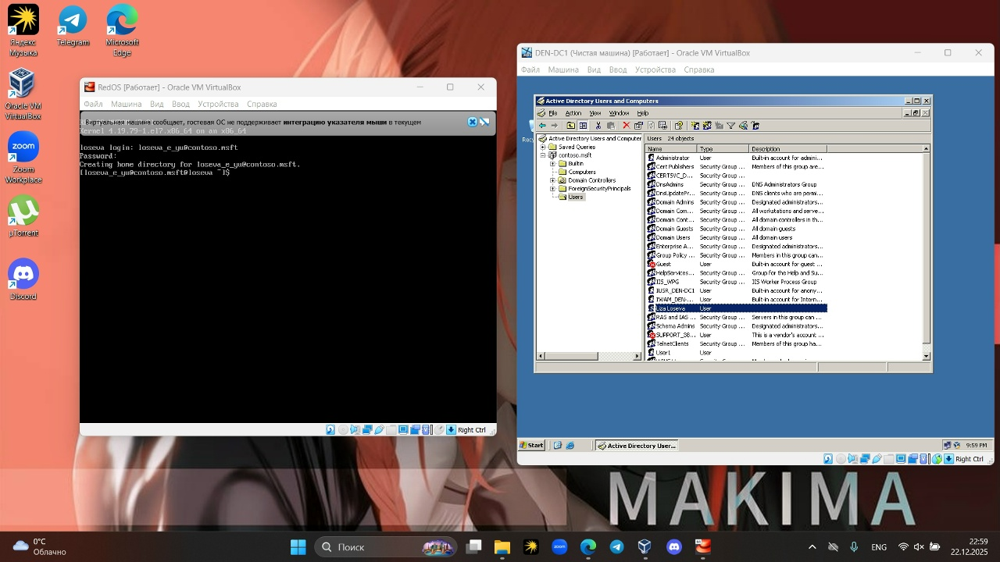 Яндекс Музыка
Telegram
Microsoft Edge
Oracle VM VirtualBox
Zoom Workplace
µTorrent
Discord
RedOS [Работает] - Oracle VM VirtualBox
Файл Машина Вид Ввод Устройства Справка
Виртуальная машина сообщает, гостевая ОС не поддерживает интеграцию указателя мыши в текущем
Kernel 4.19.79-1.el7.x86_64 on an x86_64
loseva login: loseva_e_yu@contoso.msft
Password:
Creating home directory for loseva_e_yu@contoso.msft.
[loseva_e_yu@contoso.msft@loseva ~]$
Right Ctrl
DEN-DC1 (Чистая машина) [Работает] - Oracle VM VirtualBox
Файл Машина Вид Ввод Устройства Справка
Active Directory Users and Computers
File Action View Window Help
Active Directory Users and Computer
Saved Queries
contoso.msft
Builtin
Computers
Domain Controllers
ForeignSecurityPrincipals
Users
Users 24 objects
Name Type Description
Administrator User Built-in account for admini...
Cert Publishers Security Group ... Members of this group are...
CERTSVC_D... Security Group ...
DnsAdmins Security Group ... DNS Administrators Group
DnsUpdatePr... Security Group ... DNS clients who are permi...
Domain Admins Security Group ... Designated administrators...
Domain Com... Security Group ... All workstations and serve...
Domain Cont... Security Group ... All domain controllers in th...
Domain Guests Security Group ... All domain guests
Domain Users Security Group ... All domain users
Enterprise A... Security Group ... Designated administrators...
Group Policy ... Security Group ... Members in this group can...
Guest User Built-in account for guest ...
HelpServices... Security Group ... Group for the Help and Su...
IIS_WPG Security Group ... IIS Worker Process Group
IUSR_DEN-DC1 User Built-in account for anony...
IWAM_DEN-... User Built-in account for Intern...
Liza Loseva User
RAS and IAS ... Security Group ... Servers in this group can ...
Schema Admins Security Group ... Designated administrators...
SUPPORT_38... User This is a vendor's account ...
TelnetClients Security Group ... Members of this group ha...
User1 User
Start Active Directory User... 9:59 PM
Right Ctrl
MAKIMA
0°C
Облачно
Поиск
ENG
22:59
22.12.2025